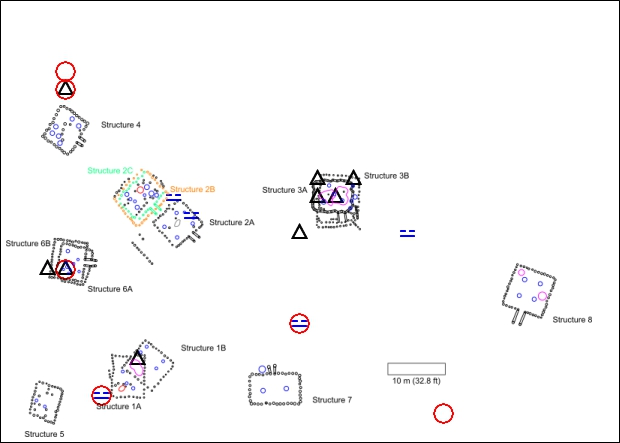 Structure 4
Structure 2C
Structure 3B
Structure 2B
Structure 3A
Structure 2A
Structure 6B
Structure 6A
Structure 8
Structure 1B
10 m (32.8 ft)
Structure 7
Structure 1A
Structure 5